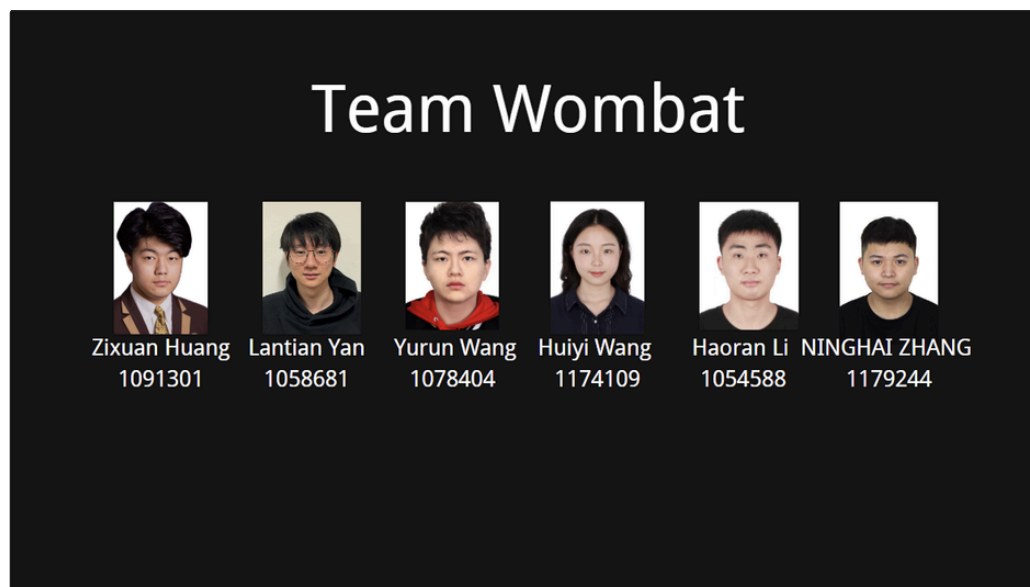 Team Wombat
Zixuan Huang Lantian Yan Yurun Wang Huiyi Wang Haoran Li NINGHAI ZHANG
1091301 1058681 1078404 1174109 1054588 1179244